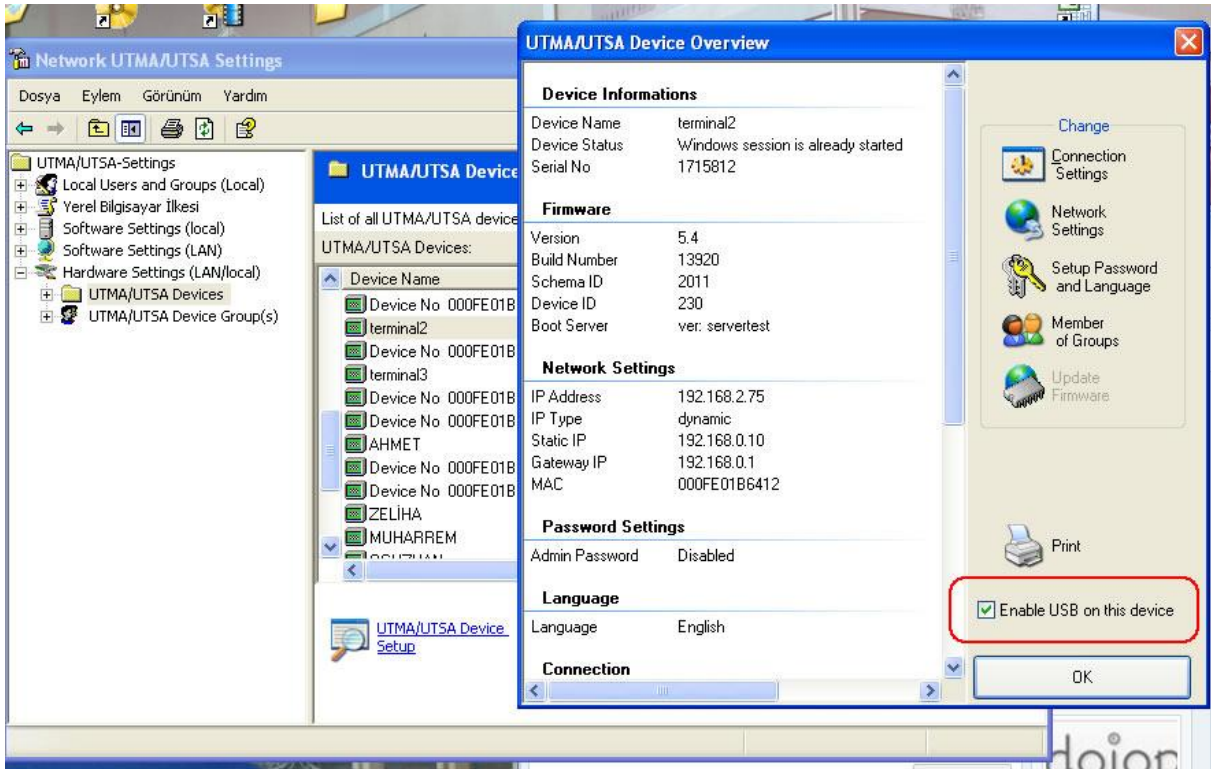 Network UTMA/UTSA Settings
Dosya Eylem Görünüm Yardım
UTMA/UTSA-Settings
Local Users and Groups (Local)
Yerel Bilgisayar İlkesi
Software Settings (local)
Software Settings (LAN)
Hardware Settings (LAN/local)
UTMA/UTSA Devices
UTMA/UTSA Device Group(s)
UTMA/UTSA Device
List of all UTMA/UTSA device
UTMA/UTSA Devices:
Device Name
Device No 000FE01B
terminal2
Device No 000FE01B
terminal3
Device No 000FE01B
Device No 000FE01B
AHMET
Device No 000FE01B
Device No 000FE01B
ZELİHA
MUHARREM
UTMA/UTSA Device
Setup
UTMA/UTSA Device Overview
Device Informations
Device Name terminal2
Device Status Windows session is already started
Serial No 1715812
Firmware
Version 5.4
Build Number 13920
Schema ID 2011
Device ID 230
Boot Server ver: servertest
Network Settings
IP Address 192.168.2.75
IP Type dynamic
Static IP 192.168.0.10
Gateway IP 192.168.0.1
MAC 000FE01B6412
Password Settings
Admin Password Disabled
Language
Language English
Connection
Change
Connection
Settings
Network
Settings
Setup Password
and Language
Member
of Groups
Update
Firmware
Print
Enable USB on this device
OK